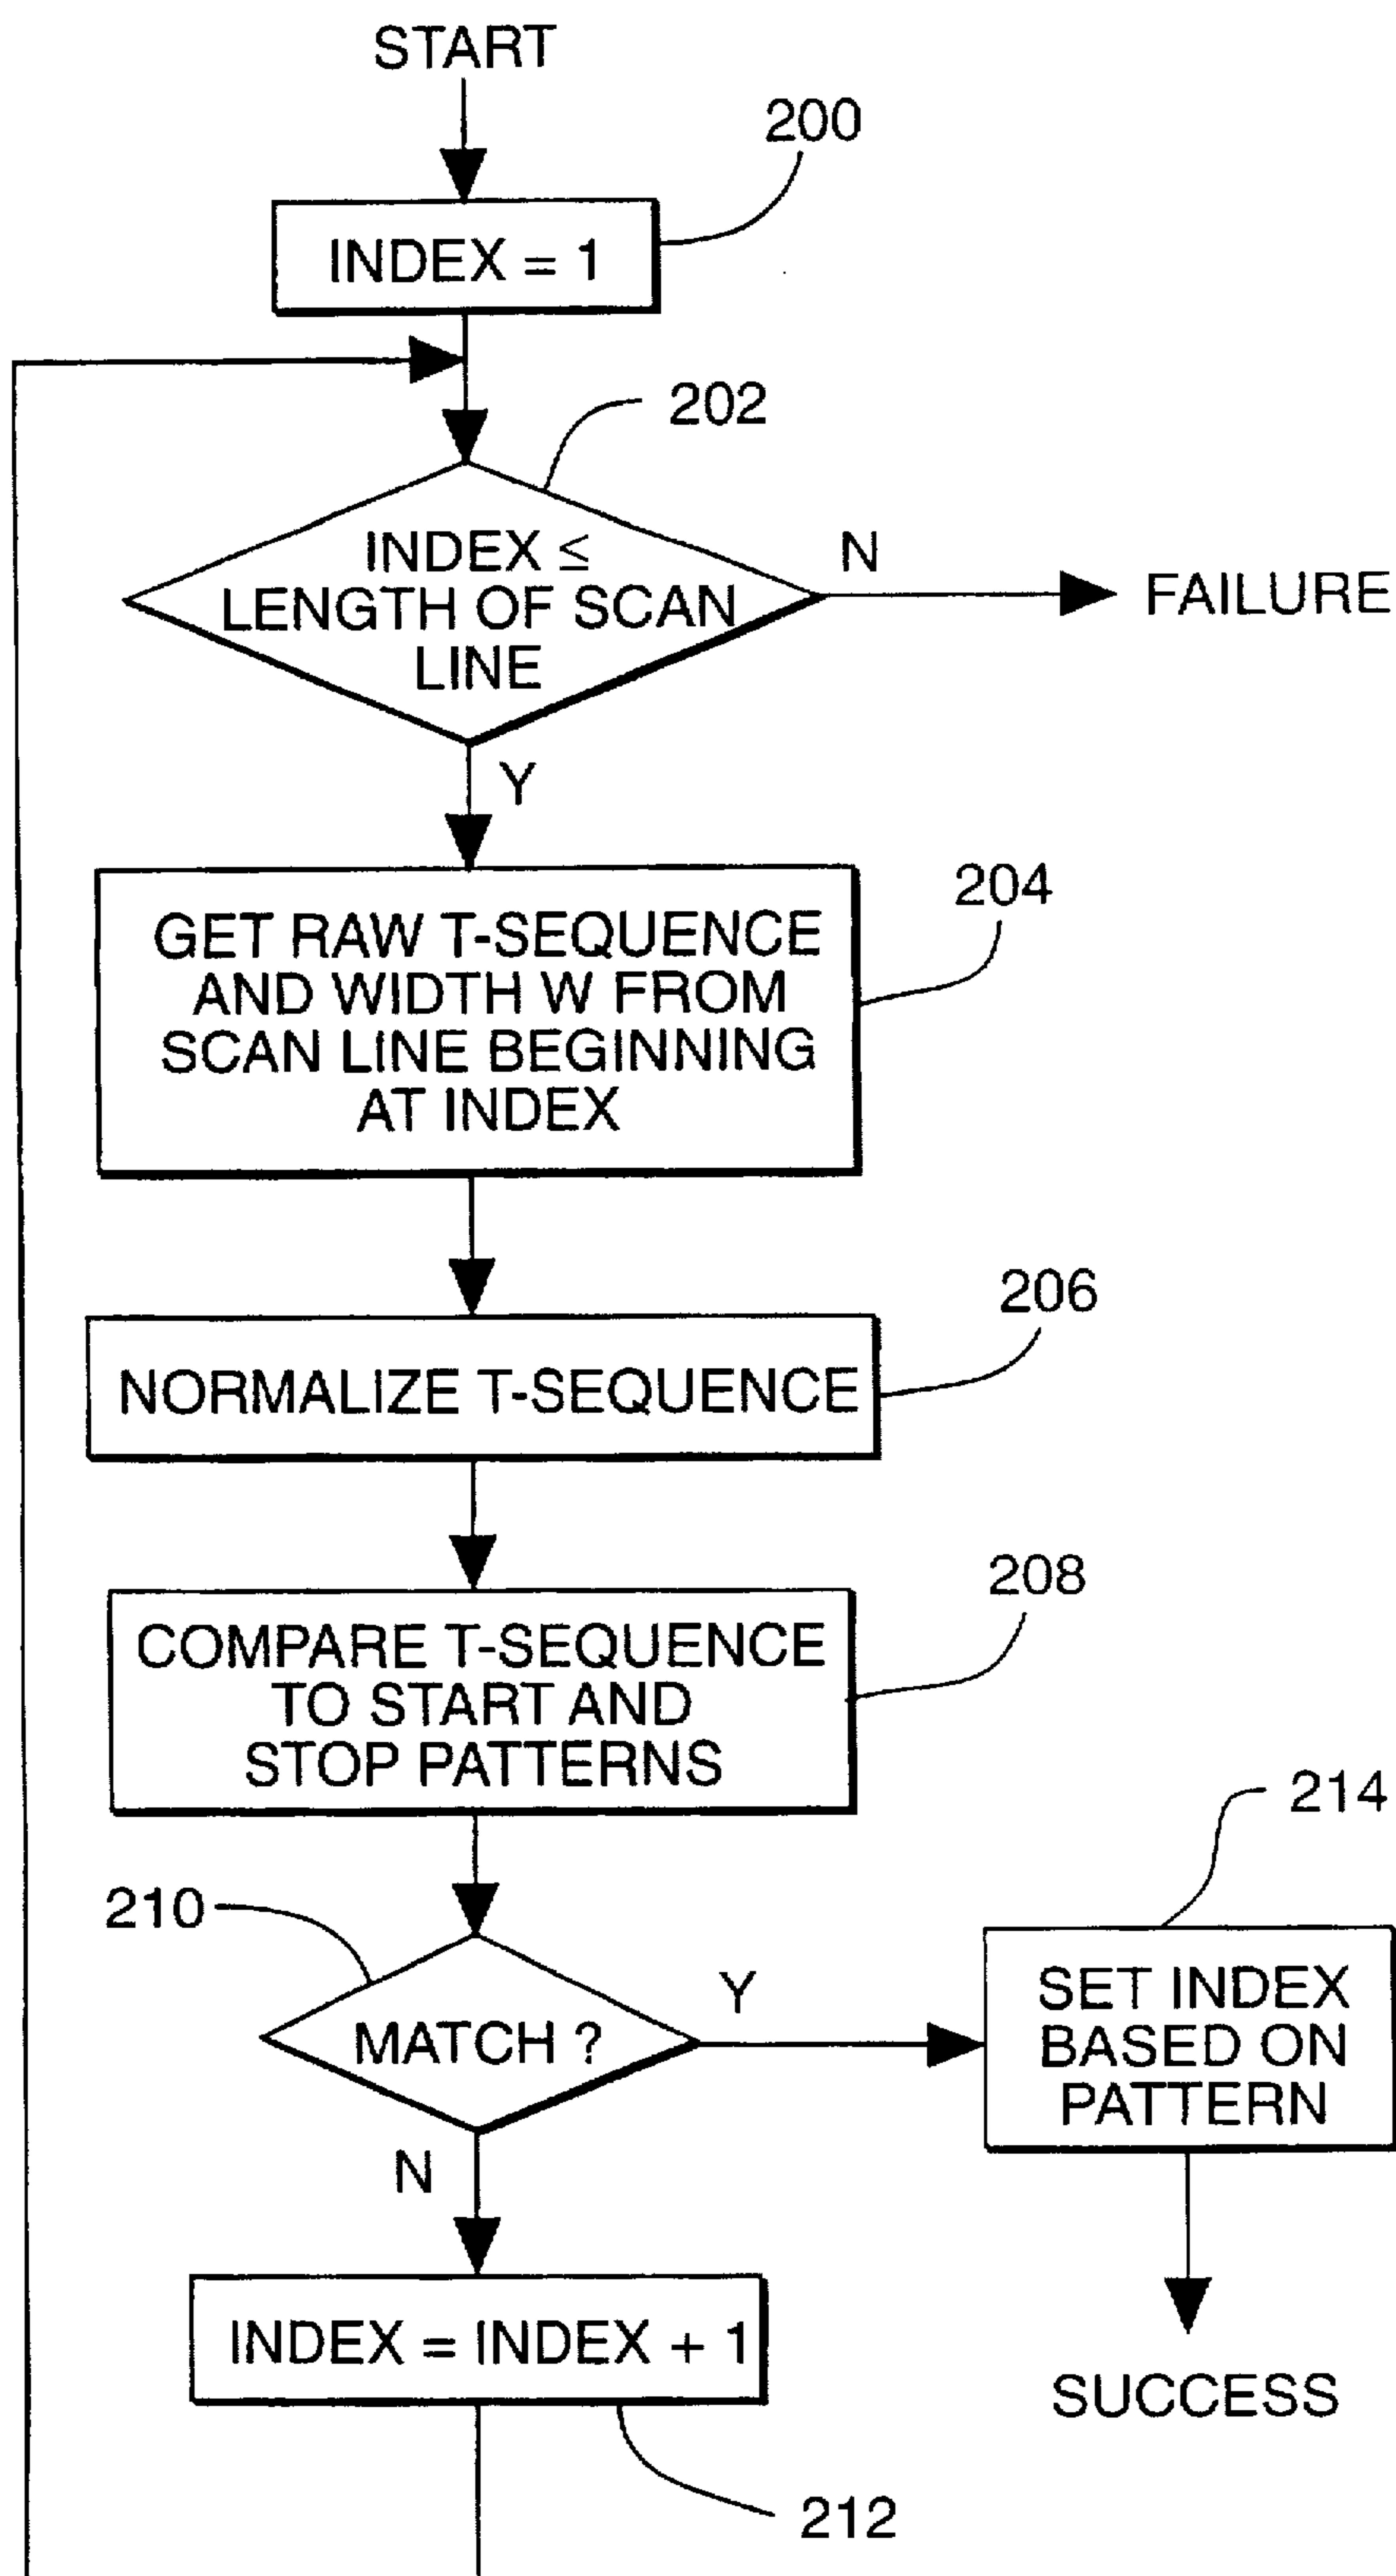 START
200
INDEX = 1
202
INDEX ≤
LENGTH OF SCAN
LINE
N
FAILURE
Y
204
GET RAW T-SEQUENCE
AND WIDTH W FROM
SCAN LINE BEGINNING
AT INDEX
206
NORMALIZE T-SEQUENCE
208
COMPARE T-SEQUENCE
TO START AND
STOP PATTERNS
214
210
MATCH ?
Y
SET INDEX
BASED ON
PATTERN
N
INDEX = INDEX + 1
SUCCESS
212